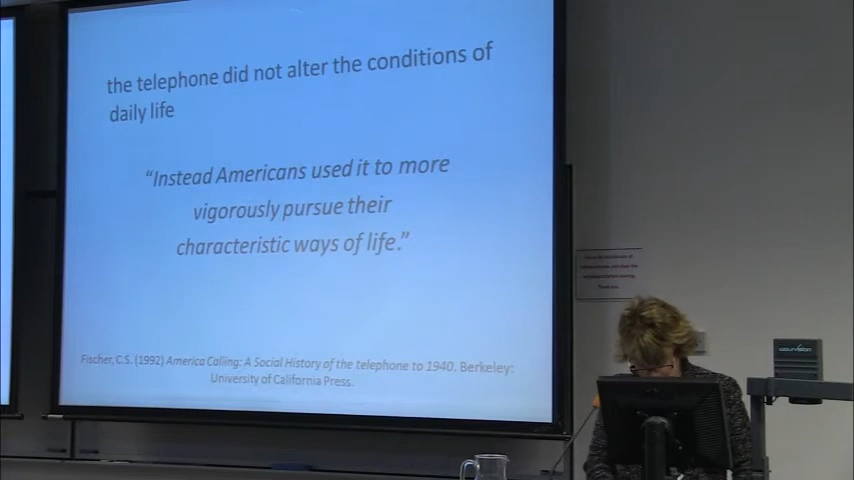 the telephone did not alter the conditions of
daily life
“Instead Americans used it to more
vigorously pursue their
characteristic ways of life.”
Fischer, C.S. (1992) America Calling: A Social History of the telephone to 1940. Berkeley:
University of California Press.
wolfvision